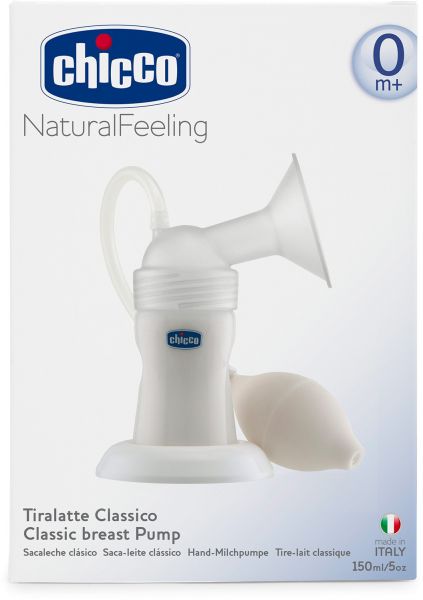 chicco
0
m+
NaturalFeeling
chicco
Tiralatte Classico
Classic breast Pump
Sacaleche clásico Saca-leite clássico Hand-Milchpumpe Tire-lait classique
made in
ITALY
150ml/5oz